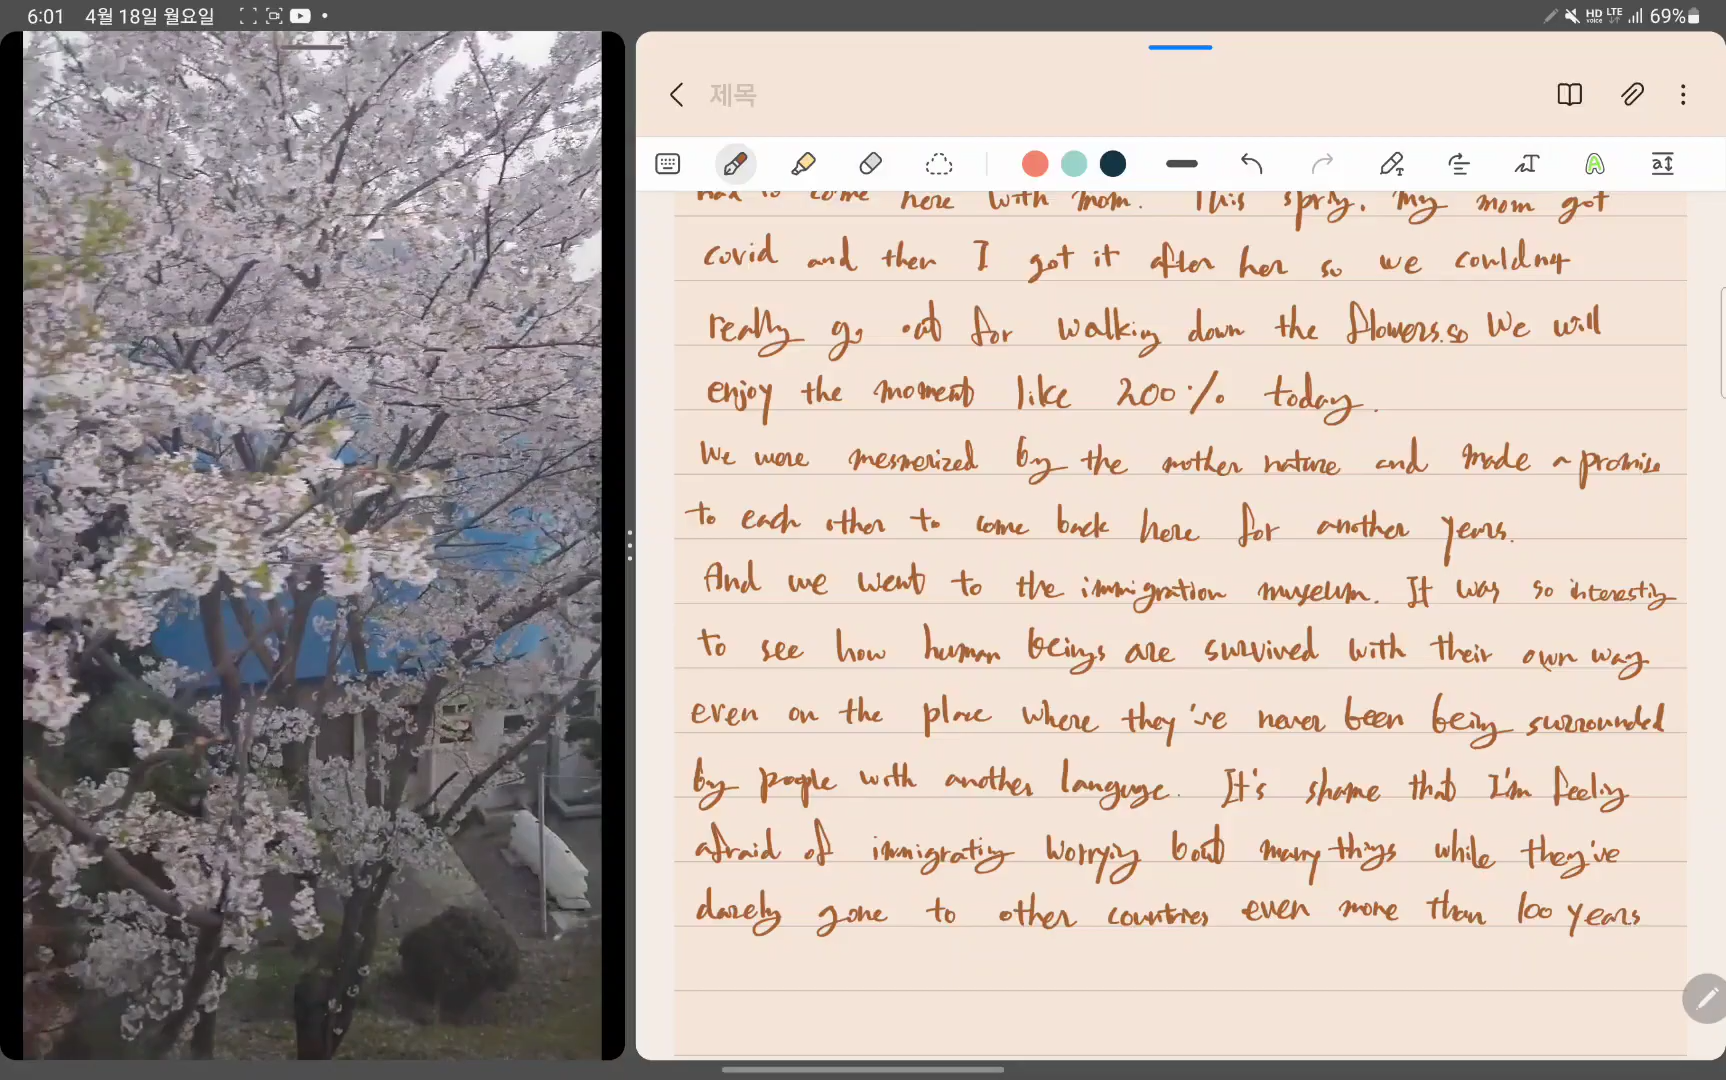 6:01 4월 18일 월요일
HD voice LTE 69%
제목
come here with mom. This spring, my mom got
covid and then I got it after her so we couldn't
really go out for walking down the flowers. so We will
enjoy the moment like 200% today.
We were mesmerized by the mother nature and made a promise
to each other to come back here for another years.
And we went to the immigration museum. It was so interesting
to see how human beings are survived with their own way
even on the place where they've never been being surrounded
by people with another language. It's shame that I'm feeling
afraid of immigrating worrying bout many things while they've
darely gone to other countries even more than 100 years